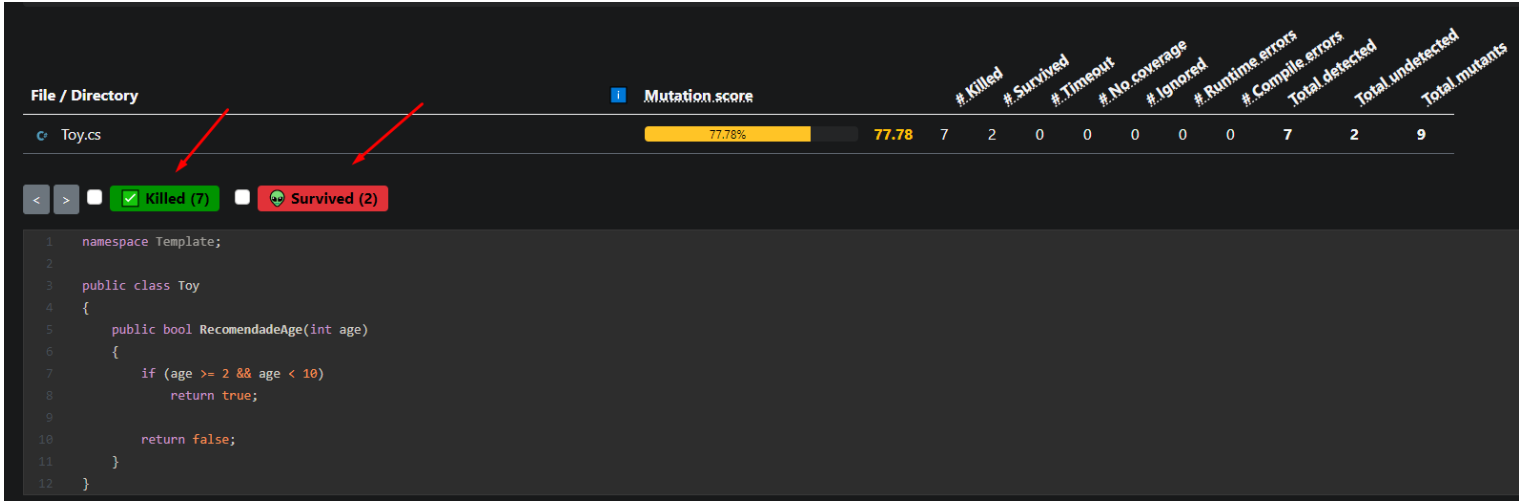 # Killed
# Survived
# Timeout
# No coverage
# Ignored
# Runtime errors
# Compile errors
Total detected
Total undetected
Total mutants
File / Directory i Mutation score
C# Toy.cs 77.78% 77.78 7 2 0 0 0 0 0 7 2 9
< > ✅ Killed (7) 👽 Survived (2)
1 namespace Template;
2
3 public class Toy
4 {
5 public bool RecomendadeAge(int age)
6 {
7 if (age >= 2 && age < 10)
8 return true;
9
10 return false;
11 }
12 }